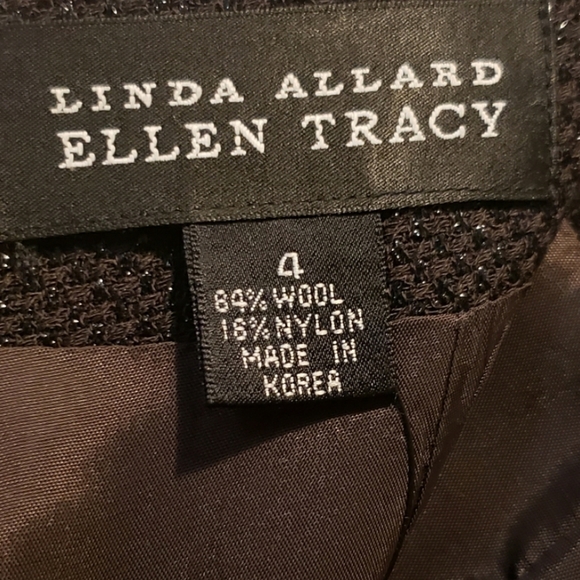 LINDA ALLARD
ELLEN TRACY
4
84% WOOL
16% NYLON
MADE IN
KOREA